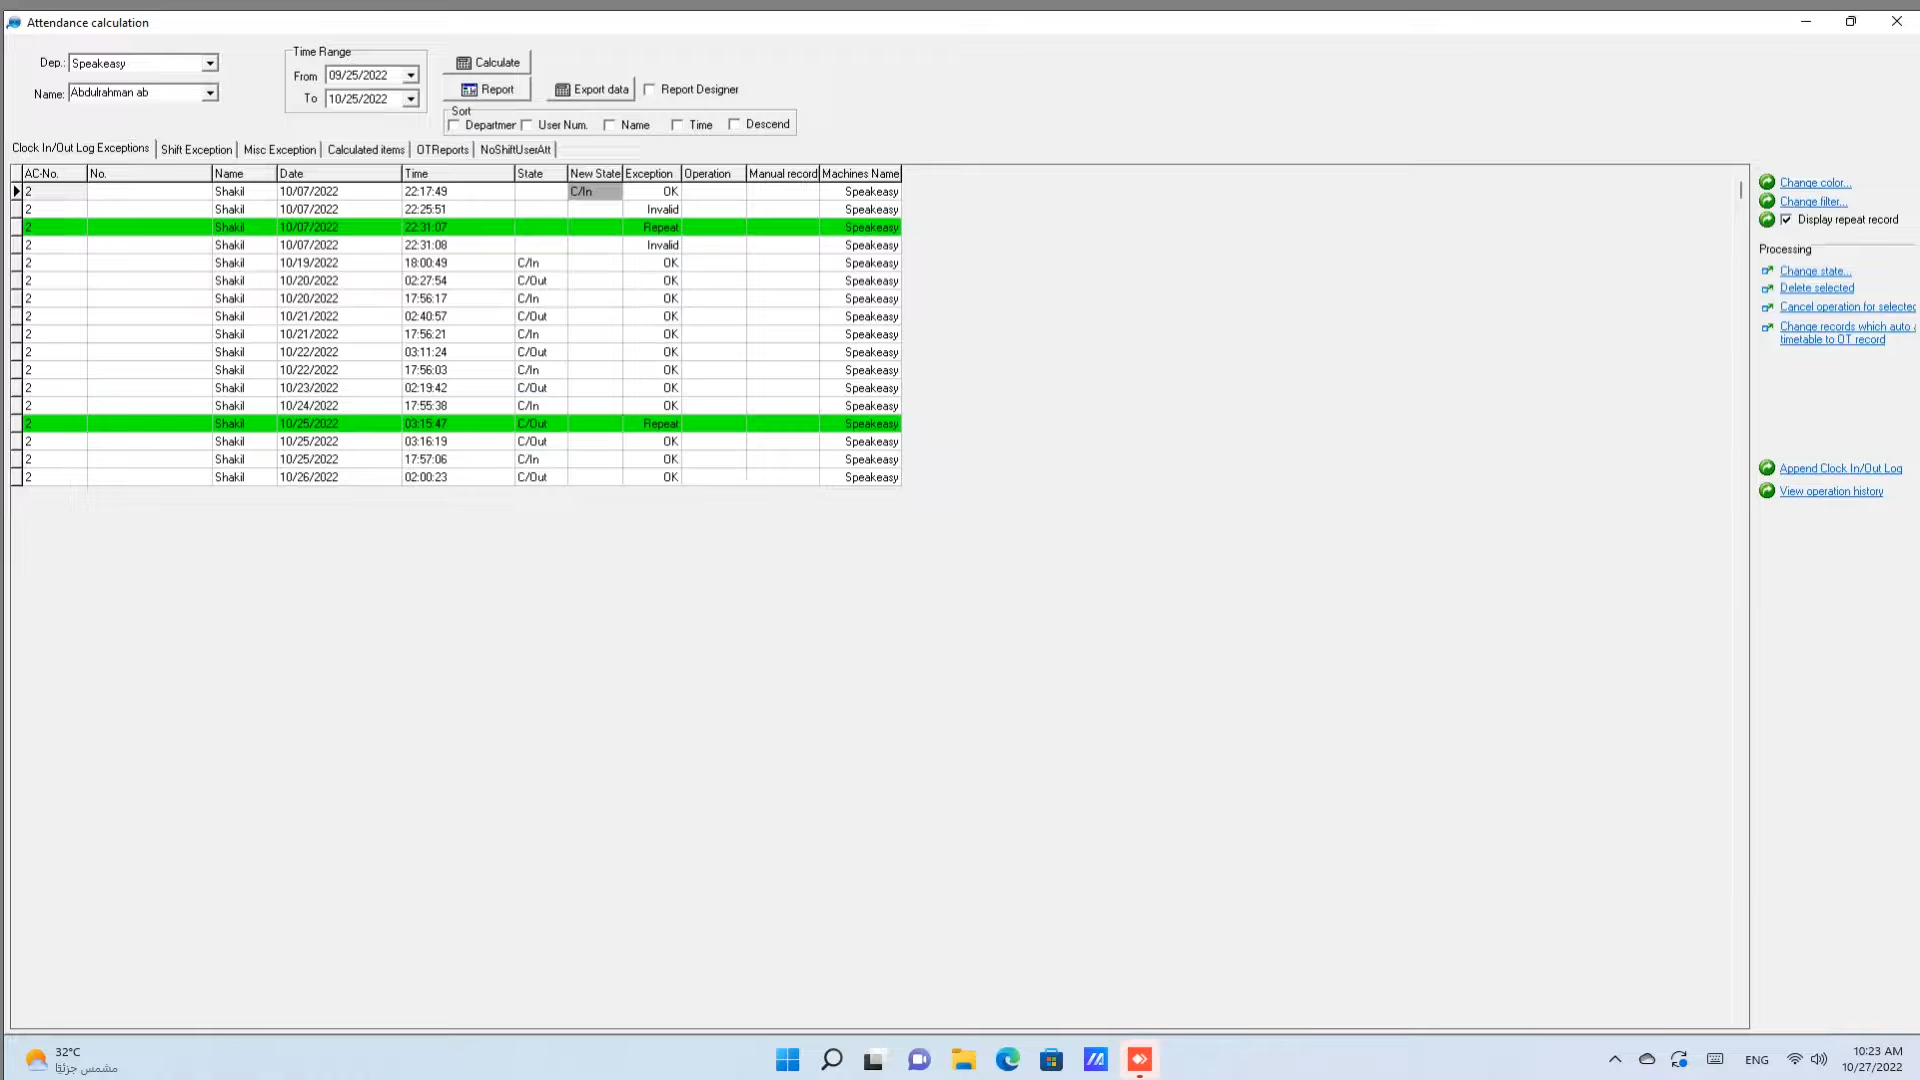 Attendance calculation
Dep.: Speakeasy
Name: Abdulrahman ab
Time Range
From 09/25/2022
To 10/25/2022
Calculate
Report Export data Report Designer
Sort
Departmer User Num. Name Time Descend
Clock In/Out Log Exceptions Shift Exception Misc Exception Calculated items OTReports NoShiftUserAtt
AC-No. No. Name Date Time State New State Exception Operation Manual record Machines Name
2 Shakil 10/07/2022 22:17:49 C/In OK Speakeasy
2 Shakil 10/07/2022 22:25:51 Invalid Speakeasy
2 Shakil 10/07/2022 22:31:07 Repeat Speakeasy
2 Shakil 10/07/2022 22:31:08 Invalid Speakeasy
2 Shakil 10/19/2022 18:00:49 C/In OK Speakeasy
2 Shakil 10/20/2022 02:27:54 C/Out OK Speakeasy
2 Shakil 10/20/2022 17:56:17 C/In OK Speakeasy
2 Shakil 10/21/2022 02:40:57 C/Out OK Speakeasy
2 Shakil 10/21/2022 17:56:21 C/In OK Speakeasy
2 Shakil 10/22/2022 03:11:24 C/Out OK Speakeasy
2 Shakil 10/22/2022 17:56:03 C/In OK Speakeasy
2 Shakil 10/23/2022 02:19:42 C/Out OK Speakeasy
2 Shakil 10/24/2022 17:55:38 C/In OK Speakeasy
2 Shakil 10/25/2022 03:15:47 C/Out Repeat Speakeasy
2 Shakil 10/25/2022 03:16:19 C/Out OK Speakeasy
2 Shakil 10/25/2022 17:57:06 C/In OK Speakeasy
2 Shakil 10/26/2022 02:00:23 C/Out OK Speakeasy
Change color...
Change filter...
Display repeat record
Processing
Change state...
Delete selected
Cancel operation for selected
Change records which auto
timetable to OT record
Append Clock In/Out Log
View operation history
32°C
مشمس جزئيًا
ENG
10:23 AM
10/27/2022